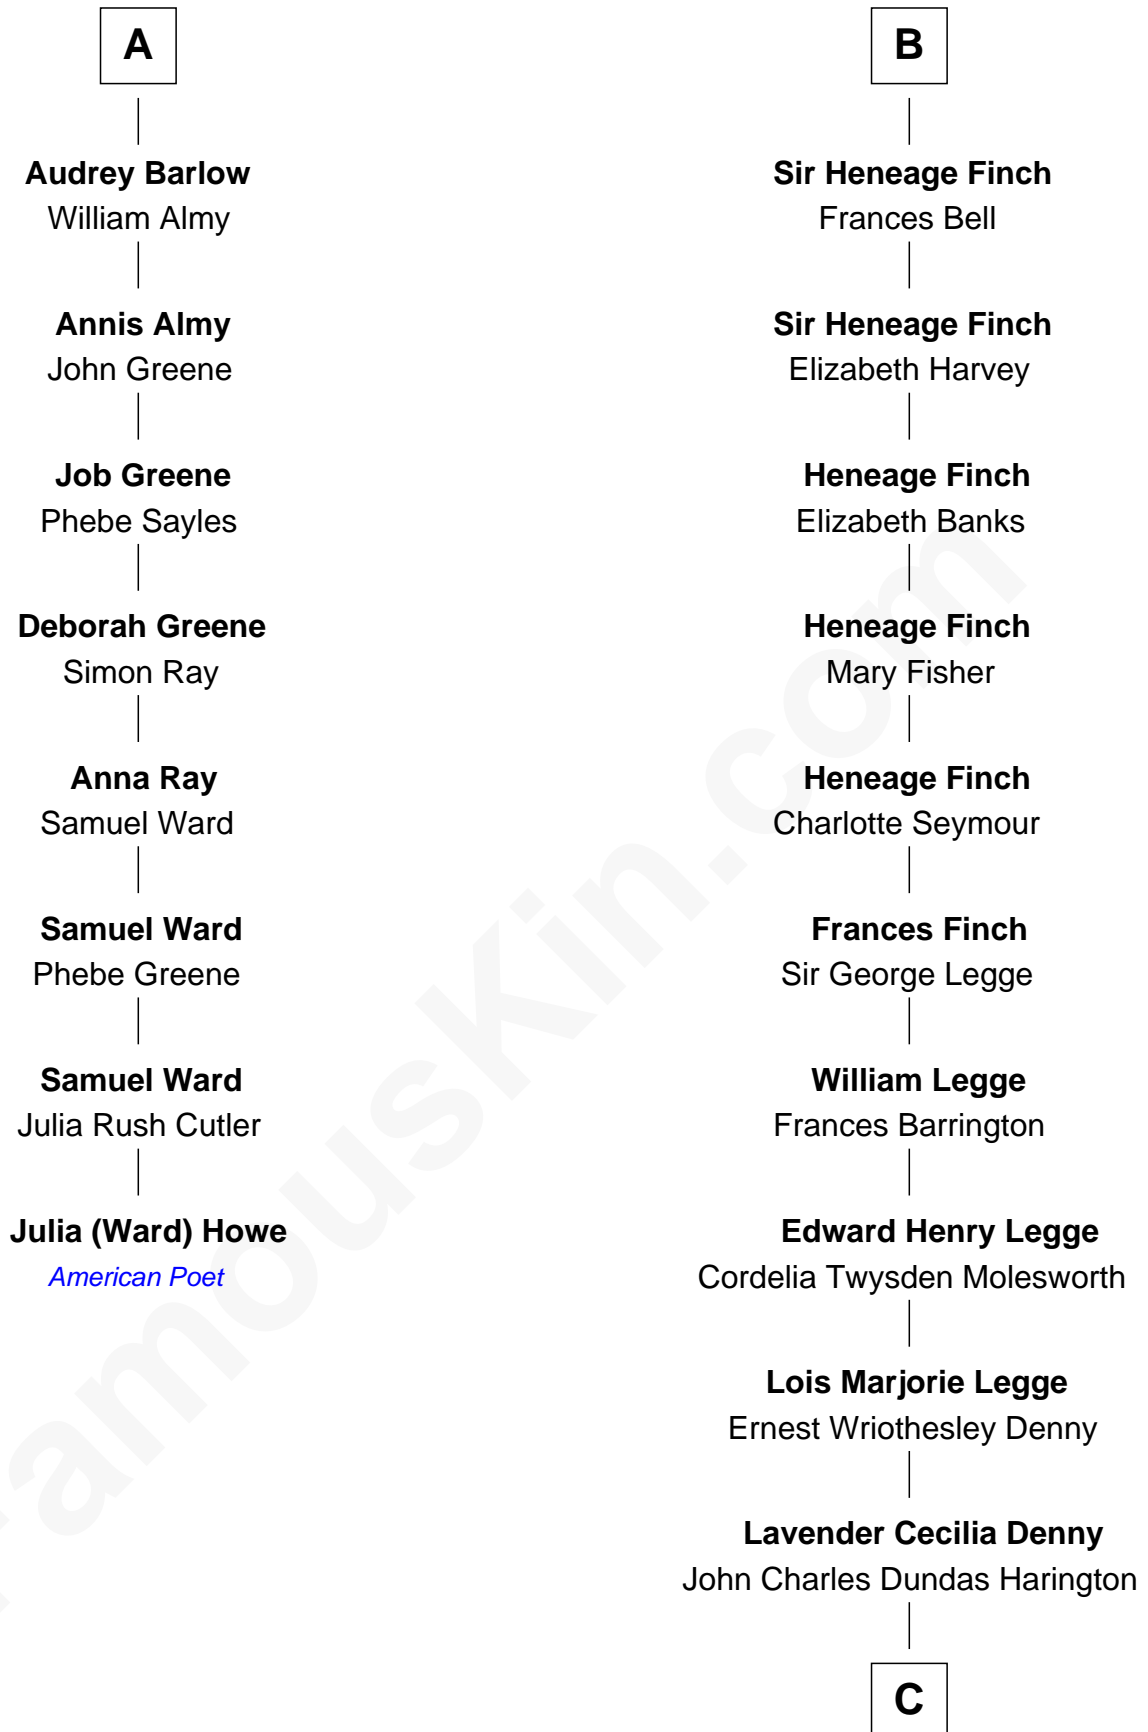 A
Audrey Barlow
William Almy
Annis Almy
John Greene
Job Greene
Phebe Sayles
Deborah Greene
Simon Ray
Anna Ray
Samuel Ward
Samuel Ward
Phebe Greene
Samuel Ward
Julia Rush Cutler
Julia (Ward) Howe
American Poet
B
Sir Heneage Finch
Frances Bell
Sir Heneage Finch
Elizabeth Harvey
Heneage Finch
Elizabeth Banks
Heneage Finch
Mary Fisher
Heneage Finch
Charlotte Seymour
Frances Finch
Sir George Legge
William Legge
Frances Barrington
Edward Henry Legge
Cordelia Twysden Molesworth
Lois Marjorie Legge
Ernest Wriothesley Denny
Lavender Cecilia Denny
John Charles Dundas Harington
C
FamousKin.com